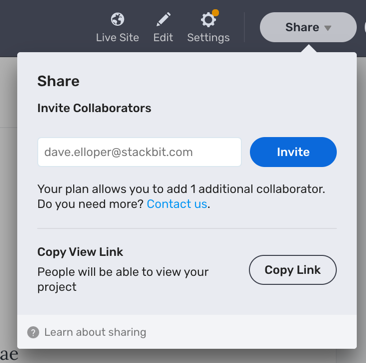 Live Site
Edit
Settings
Share
Share
Invite Collaborators
dave.elloper@stackbit.com
Invite
Your plan allows you to add 1 additional collaborator.
Do you need more? Contact us.
Copy View Link
People will be able to view your
project
Copy Link
? Learn about sharing
ae